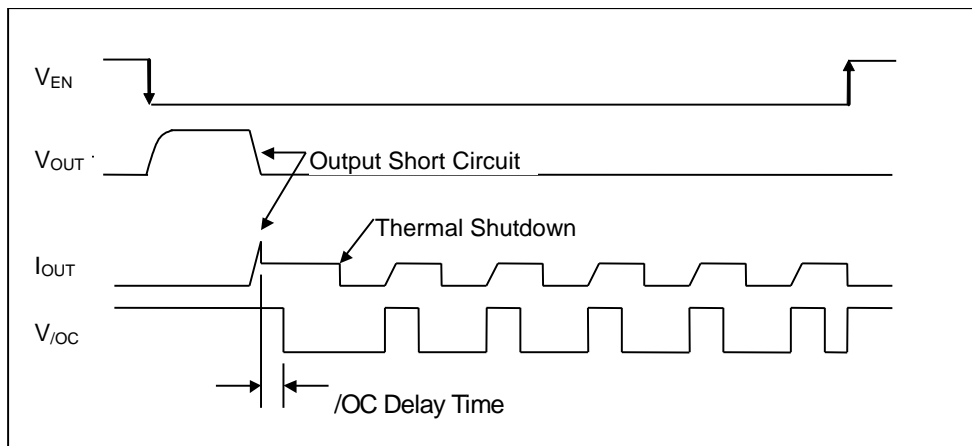 VEN
VOUT
Output Short Circuit
Thermal Shutdown
IOUT
V/OC
/OC Delay Time